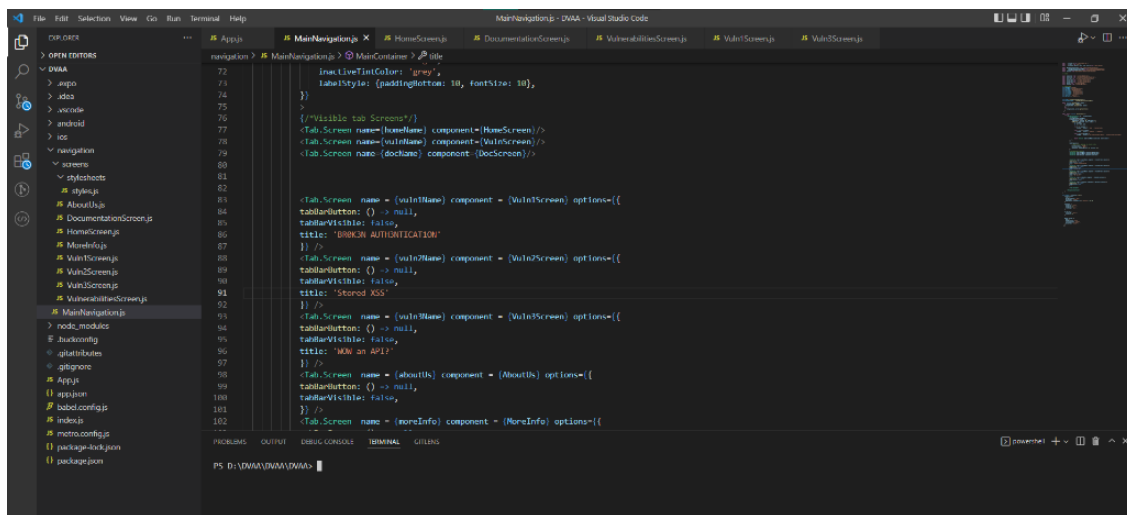 File Edit Selection View Go Run Terminal Help
MainNavigation.js - DVAA - Visual Studio Code
EXPLORER
JS App.js JS MainNavigation.js JS HomeScreen.js JS DocumentationScreen.js JS VulnerabilitiesScreen.js JS Vuln1Screen.js JS Vuln3Screen.js
navigation > JS MainNavigation.js > MainContainer > title
> OPEN EDITORS
DVAA
> .expo
> .idea
> .vscode
> android
> ios
navigation
screens
stylesheets
JS styles.js
JS AboutUs.js
JS DocumentationScreen.js
JS HomeScreen.js
JS MoreInfo.js
JS Vuln1Screen.js
JS Vuln2Screen.js
JS Vuln3Screen.js
JS VulnerabilitiesScreen.js
JS MainNavigation.js
> node_modules
.buckconfig
.gitattributes
.gitignore
JS App.js
{} app.json
babel.config.js
JS index.js
JS metro.config.js
{} package-lock.json
{} package.json
72 inactiveTintColor: 'grey',
73 labelStyle: {paddingBottom: 10, fontSize: 10},
74 }}
75 >
76 {/*Visible tab Screens*/}
77 <Tab.Screen name={homeName} component={HomeScreen}/>
78 <Tab.Screen name={vulnName} component={VulnScreen}/>
79 <Tab.Screen name={docName} component={DocScreen}/>
80
81
82
83 <Tab.Screen name = {vuln1Name} component = {Vuln1Screen} options={{
84 tabBarButton: () => null,
85 tabBarVisible: false,
86 title: 'BR0K3N AUTH3NTICAT1ON'
87 }} />
88 <Tab.Screen name = {vuln2Name} component = {Vuln2Screen} options={{
89 tabBarButton: () => null,
90 tabBarVisible: false,
91 title: 'Stored XSS'
92 }} />
93 <Tab.Screen name = {vuln3Name} component = {Vuln3Screen} options={{
94 tabBarButton: () => null,
95 tabBarVisible: false,
96 title: 'WOW an API?'
97 }} />
98 <Tab.Screen name = {aboutUs} component = {AboutUs} options={{
99 tabBarButton: () => null,
100 tabBarVisible: false,
101 }} />
102 <Tab.Screen name = {moreInfo} component = {MoreInfo} options={{
PROBLEMS OUTPUT DEBUG CONSOLE TERMINAL GITLENS
powershell
PS D:\DVAA\DVAA\DVAA>